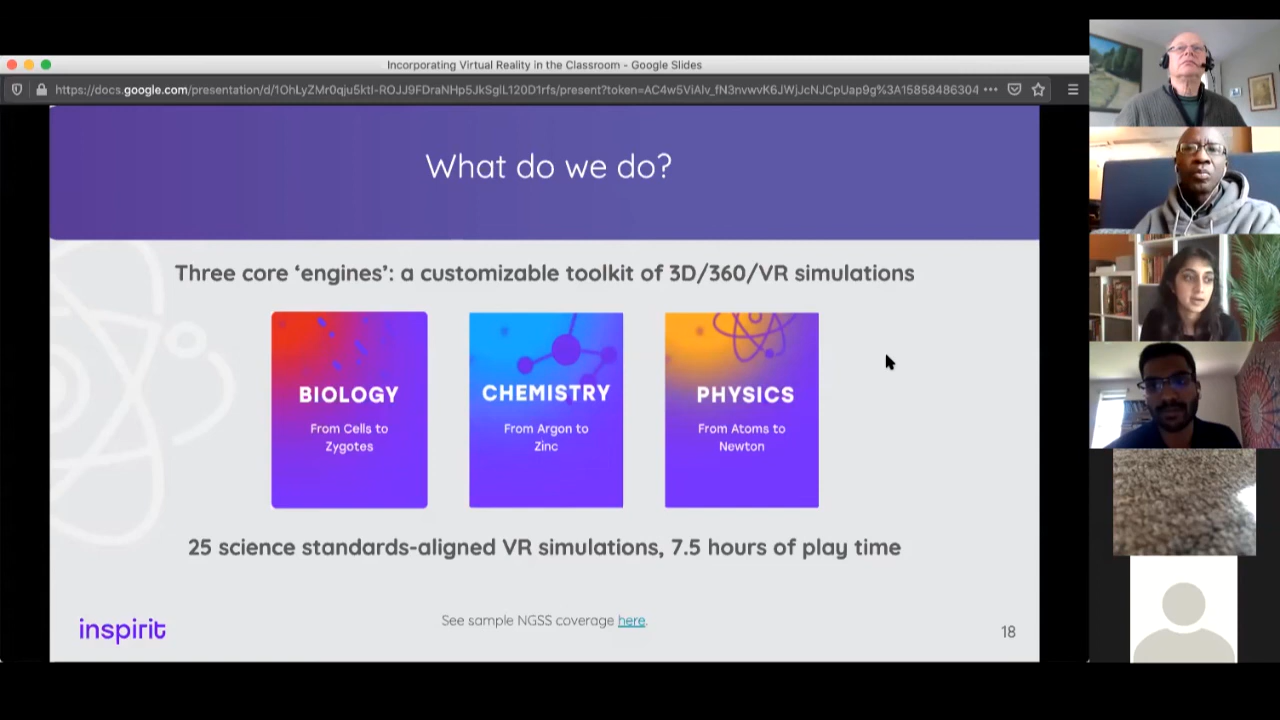 Incorporating Virtual Reality in the Classroom - Google Slides
What do we do?
Three core ‘engines’: a customizable toolkit of 3D/360/VR simulations
BIOLOGY
From Cells to
Zygotes
CHEMISTRY
From Argon to
Zinc
PHYSICS
From Atoms to
Newton
25 science standards-aligned VR simulations, 7.5 hours of play time
See sample NGSS coverage here.
inspirit
18